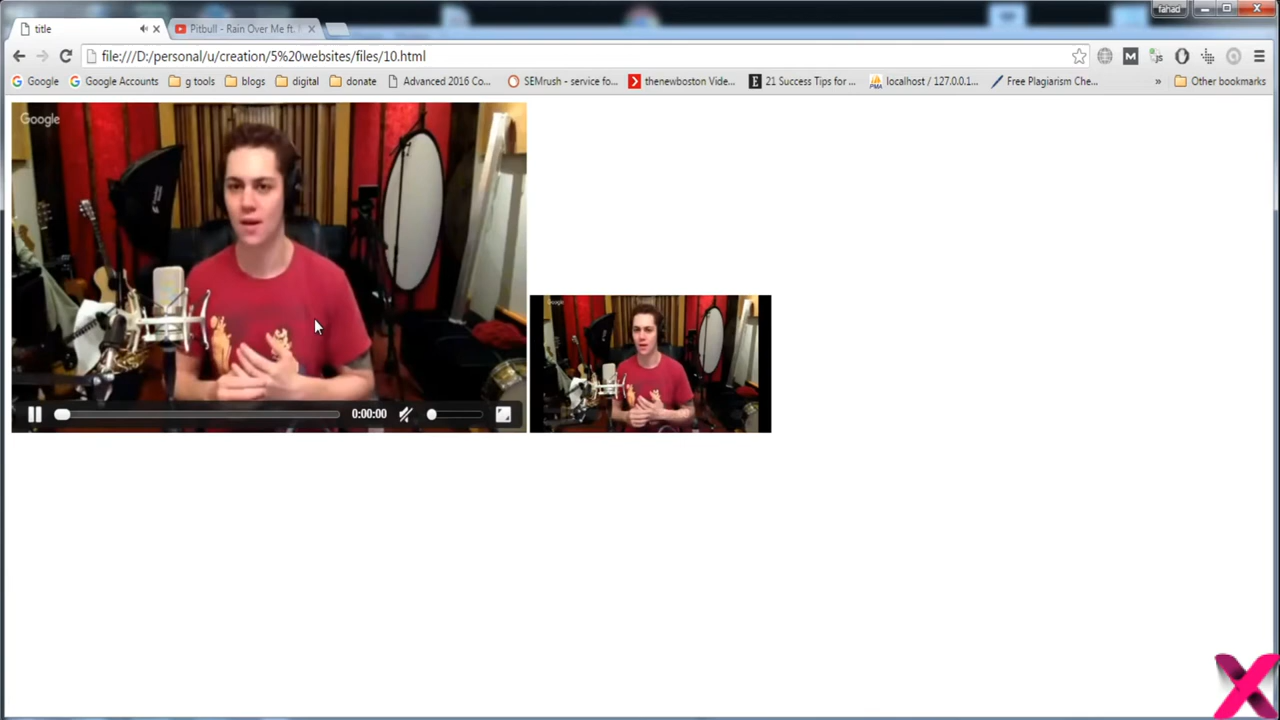 fahad
title
Pitbull - Rain Over Me ft.
file:///D:/personal/u/creation/5%20websites/files/10.html
Google Google Accounts g tools blogs digital donate Advanced 2016 Co... SEMrush - service fo... thenewboston Vide... 21 Success Tips for ... localhost / 127.0.0.1... Free Plagiarism Che... » Other bookmarks
Google
Google
0:00:00
X